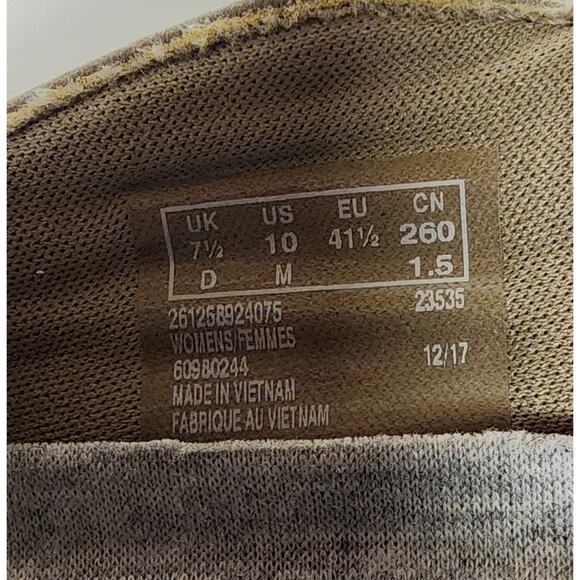 UK US EU CN
7½ 10 41½ 260
D M 1.5
261258924075 23535
WOMENS/FEMMES
60980244 12/17
MADE IN VIETNAM
FABRIQUE AU VIETNAM